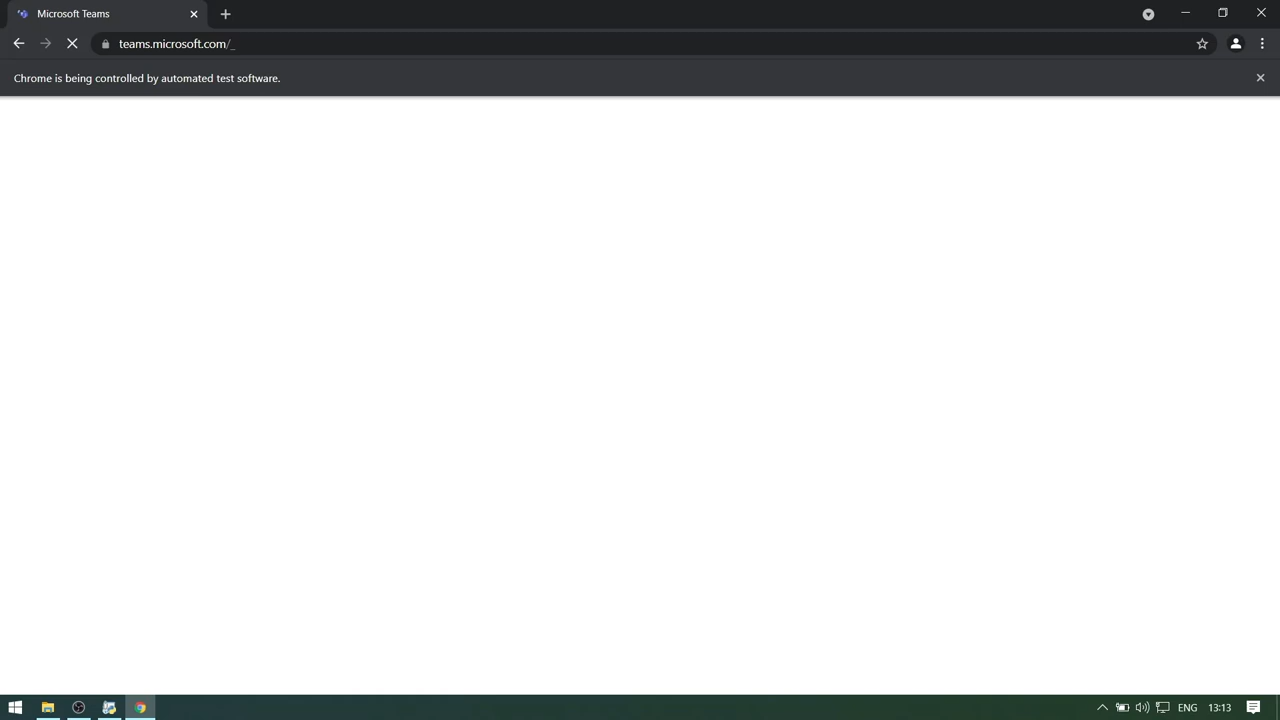 Microsoft Teams
teams.microsoft.com/_
Chrome is being controlled by automated test software.
ENG
13:13